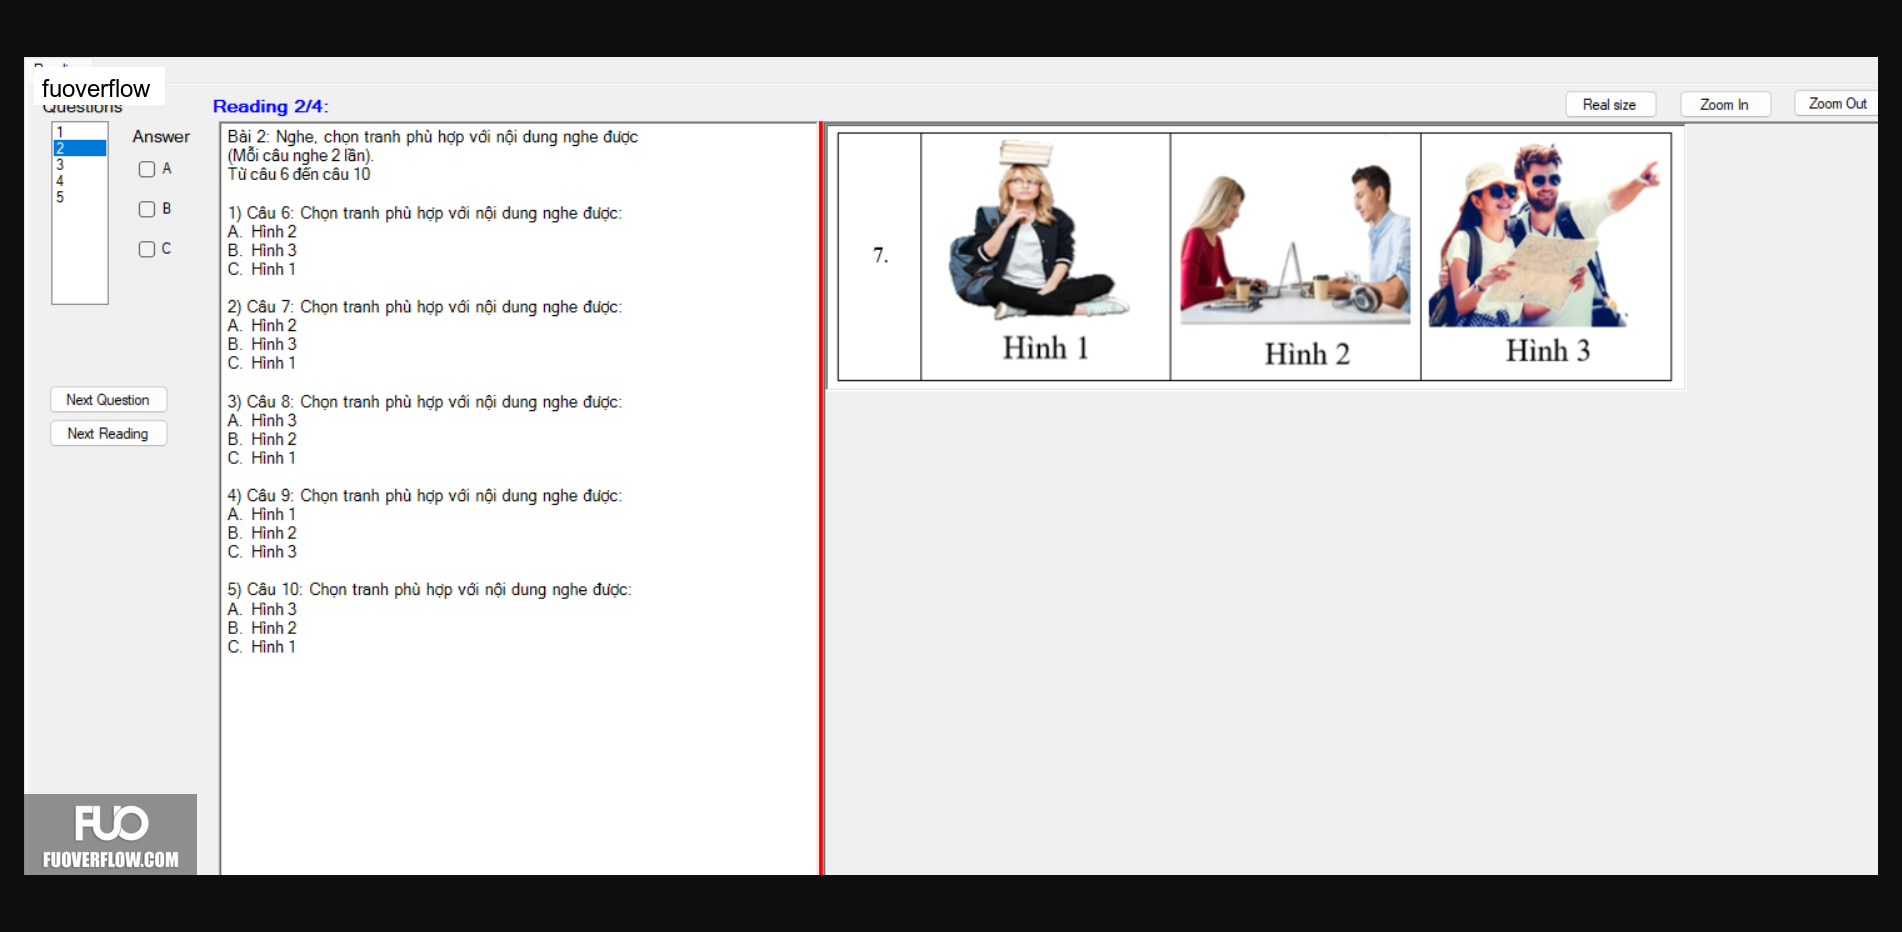 fuoverflow
Questions
Reading 2/4:
Real size
Zoom In
Zoom Out
1
2
3
4
5
Answer
A
B
C
Next Question
Next Reading
Bài 2: Nghe, chọn tranh phù hợp với nội dung nghe được
(Mỗi câu nghe 2 lần).
Từ câu 6 đến câu 10
1) Câu 6: Chọn tranh phù hợp với nội dung nghe được:
A. Hình 2
B. Hình 3
C. Hình 1
2) Câu 7: Chọn tranh phù hợp với nội dung nghe được:
A. Hình 2
B. Hình 3
C. Hình 1
3) Câu 8: Chọn tranh phù hợp với nội dung nghe được:
A. Hình 3
B. Hình 2
C. Hình 1
4) Câu 9: Chọn tranh phù hợp với nội dung nghe được:
A. Hình 1
B. Hình 2
C. Hình 3
5) Câu 10: Chọn tranh phù hợp với nội dung nghe được:
A. Hình 3
B. Hình 2
C. Hình 1
7.
Hình 1
Hình 2
Hình 3
FUO
FUOVERFLOW.COM